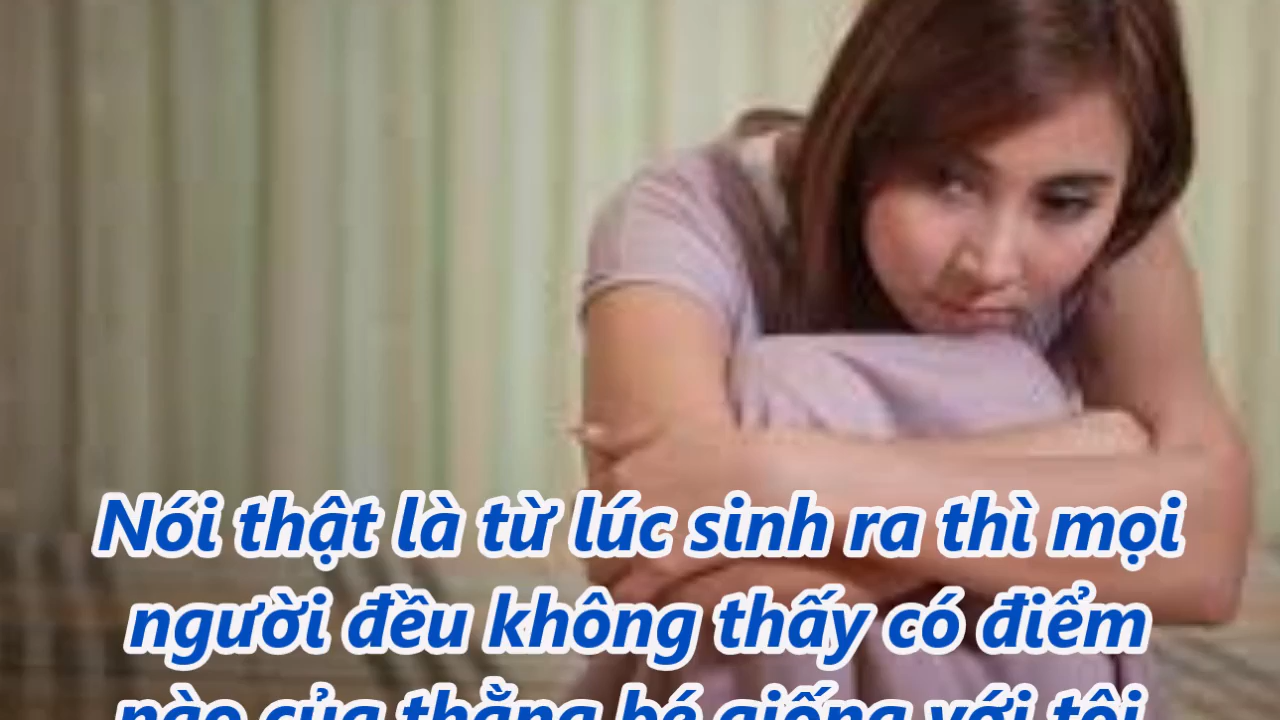 Nói thật là từ lúc sinh ra thì mọi
người đều không thấy có điểm
nào của thằng bé giống với tôi